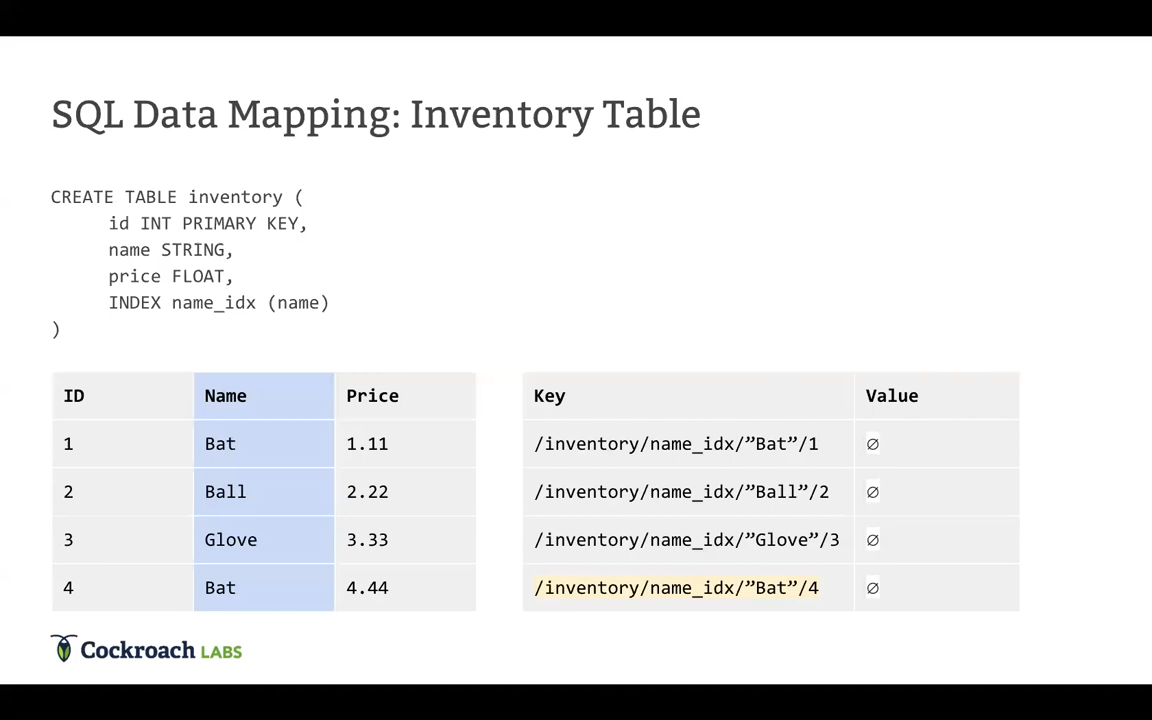 SQL Data Mapping: Inventory Table
CREATE TABLE inventory (
id INT PRIMARY KEY,
name STRING,
price FLOAT,
INDEX name_idx (name)
)
ID Name Price
1 Bat 1.11
2 Ball 2.22
3 Glove 3.33
4 Bat 4.44
Key Value
/inventory/name_idx/”Bat”/1 ∅
/inventory/name_idx/”Ball”/2 ∅
/inventory/name_idx/”Glove”/3 ∅
/inventory/name_idx/”Bat”/4 ∅
Cockroach LABS